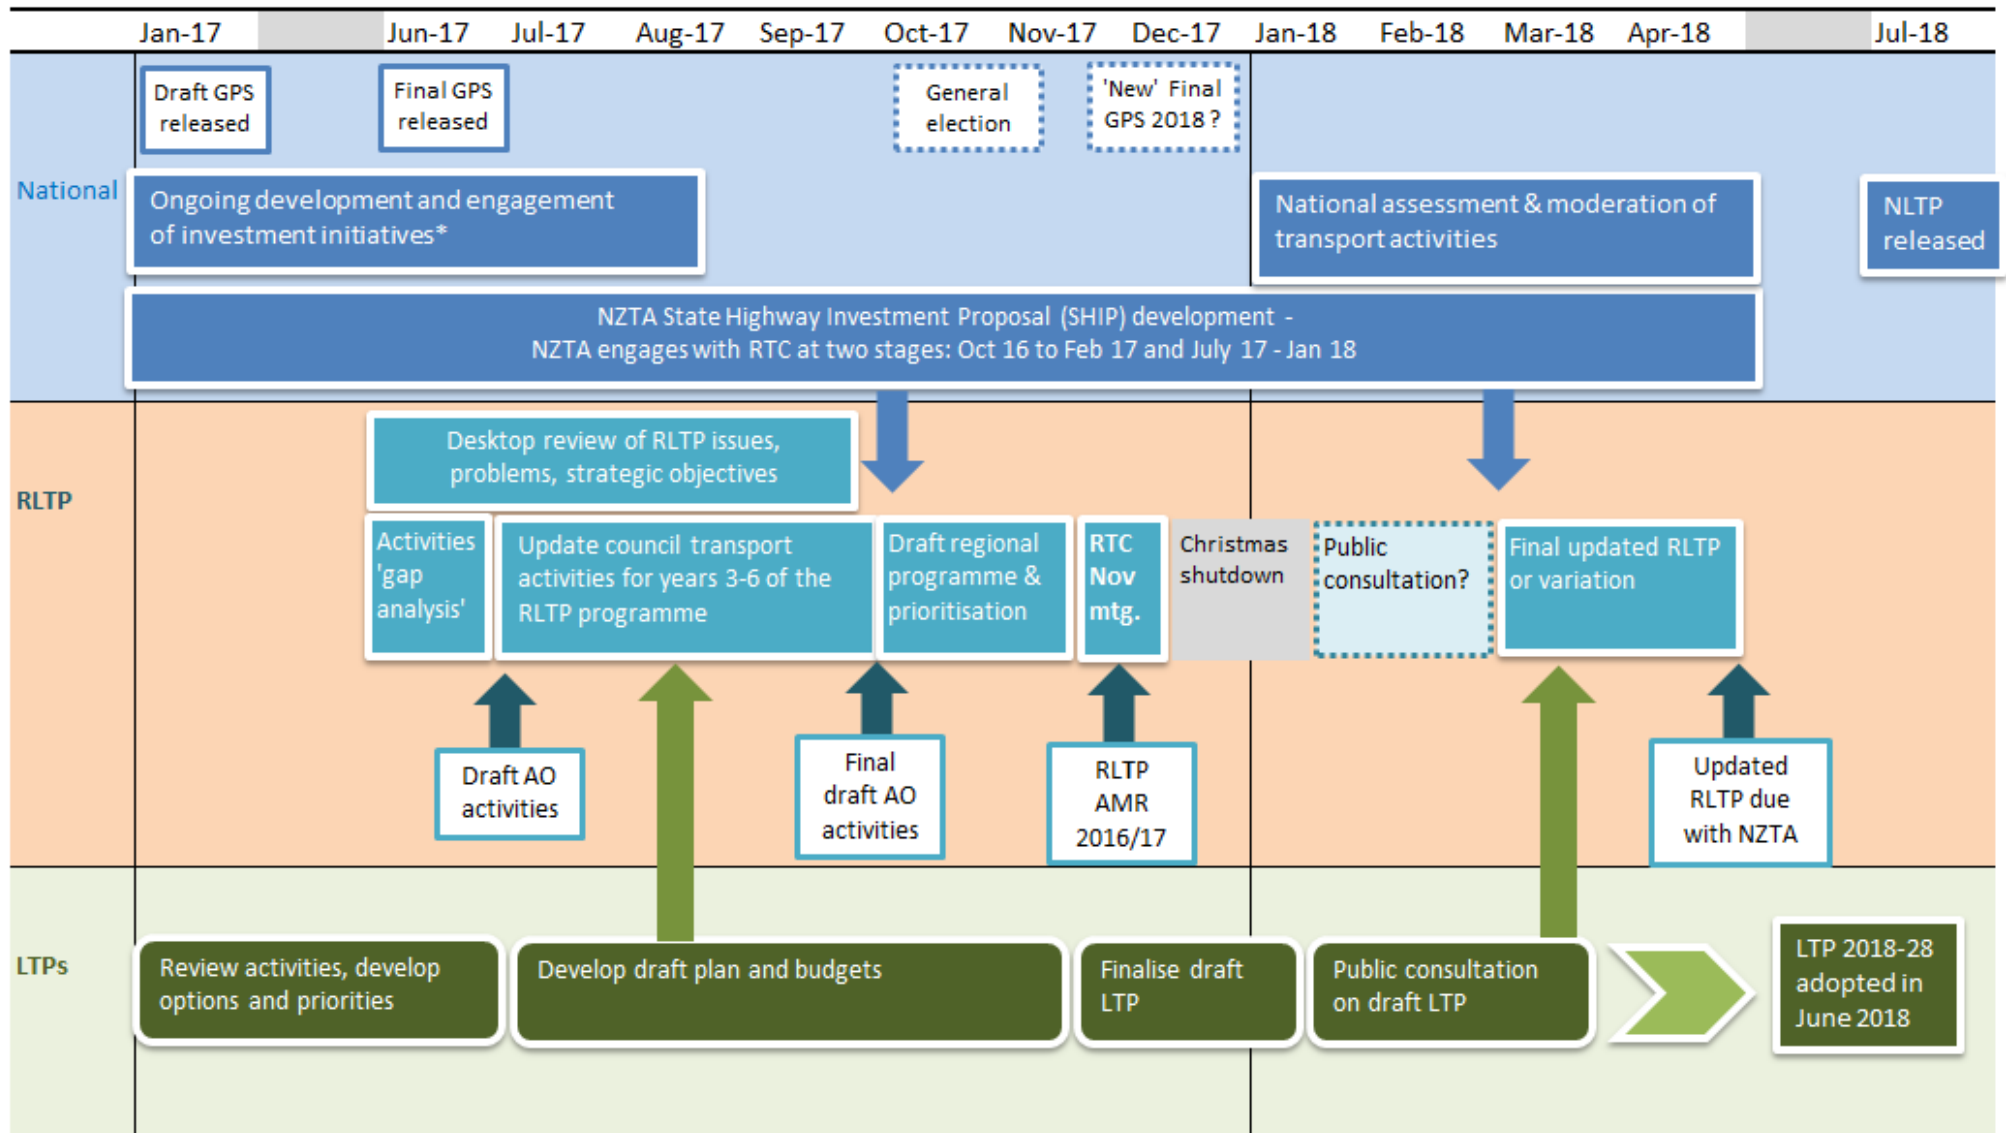 Jan-17 Jun-17 Jul-17 Aug-17 Sep-17 Oct-17 Nov-17 Dec-17 Jan-18 Feb-18 Mar-18 Apr-18 Jul-18
National
Draft GPS
released
Final GPS
released
General
election
'New' Final
GPS 2018 ?
Ongoing development and engagement
of investment initiatives*
National assessment & moderation of
transport activities
NLTP
released
NZTA State Highway Investment Proposal (SHIP) development -
NZTA engages with RTC at two stages: Oct 16 to Feb 17 and July 17 - Jan 18
RLTP
Desktop review of RLTP issues,
problems, strategic objectives
Activities
'gap
analysis'
Update council transport
activities for years 3-6 of the
RLTP programme
Draft regional
programme &
prioritisation
RTC
Nov
mtg.
Christmas
shutdown
Public
consultation?
Final updated RLTP
or variation
Draft AO
activities
Final
draft AO
activities
RLTP
AMR
2016/17
Updated
RLTP due
with NZTA
LTPs
Review activities, develop
options and priorities
Develop draft plan and budgets
Finalise draft
LTP
Public consultation
on draft LTP
LTP 2018-28
adopted in
June 2018